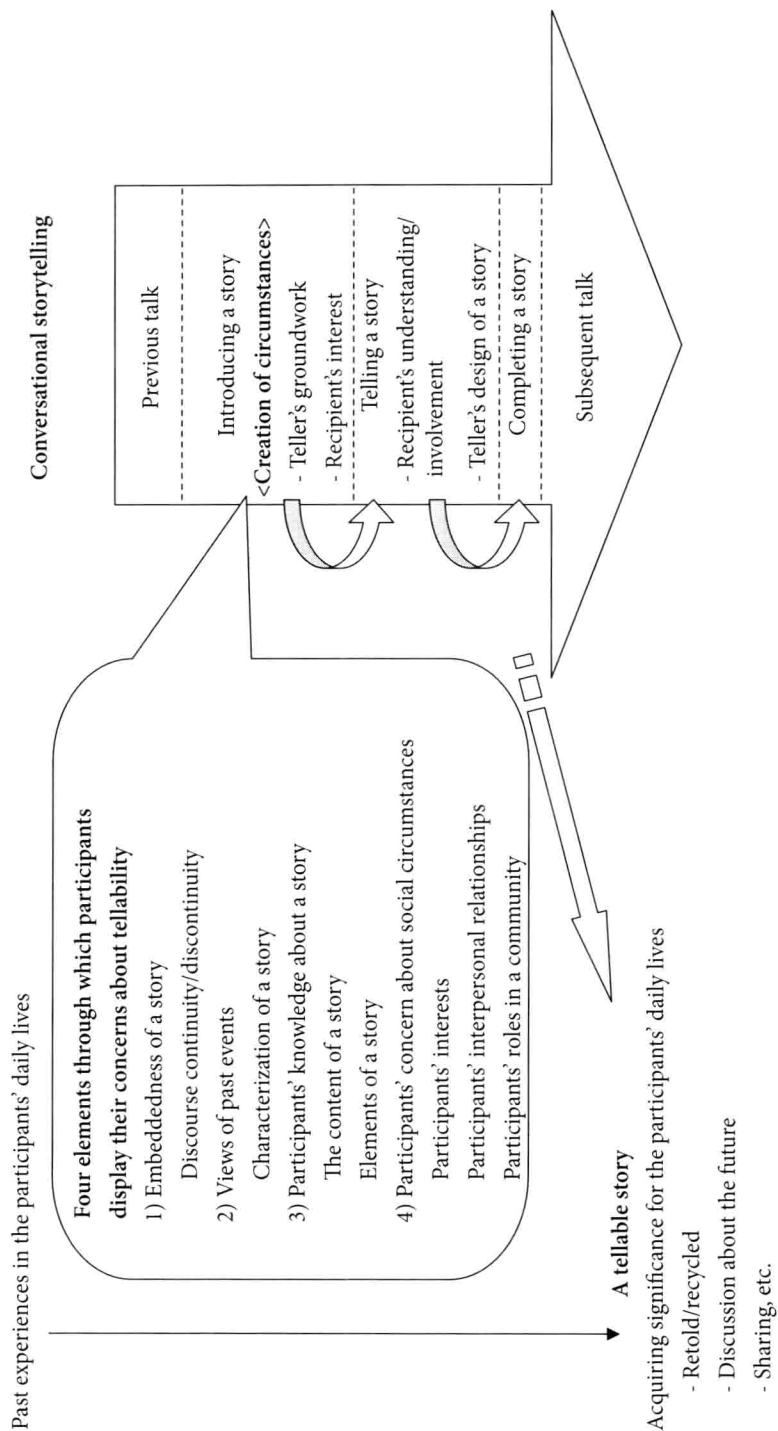 Past experiences in the participants' daily lives
Four elements through which participants
display their concerns about tellability
1) Embeddedness of a story
Discourse continuity/discontinuity
2) Views of past events
Characterization of a story
3) Participants' knowledge about a story
The content of a story
Elements of a story
4) Participants' concern about social circumstances
Participants' interests
Participants' interpersonal relationships
Participants' roles in a community
Conversational storytelling
Previous talk
Introducing a story
<Creation of circumstances>
- Teller's groundwork
- Recipient's interest
Telling a story
- Recipient's understanding/
involvement
- Teller's design of a story
Completing a story
Subsequent talk
A tellable story
Acquiring significance for the participants' daily lives
- Retold/recycled
- Discussion about the future
- Sharing, etc.